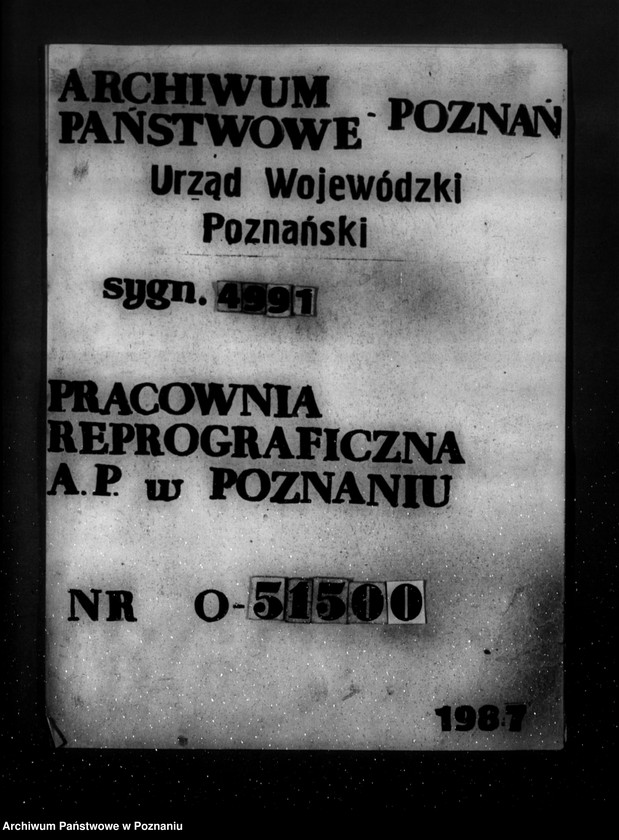 ARCHIWUM
PAŃSTWOWE - POZNAŃ
Urząd Wojewódzki
Poznański
sygn. 4991
PRACOWNIA
REPROGRAFICZNA
A.P. w POZNANIU
NR O-51500
1987
Archiwum Państwowe w Poznaniu